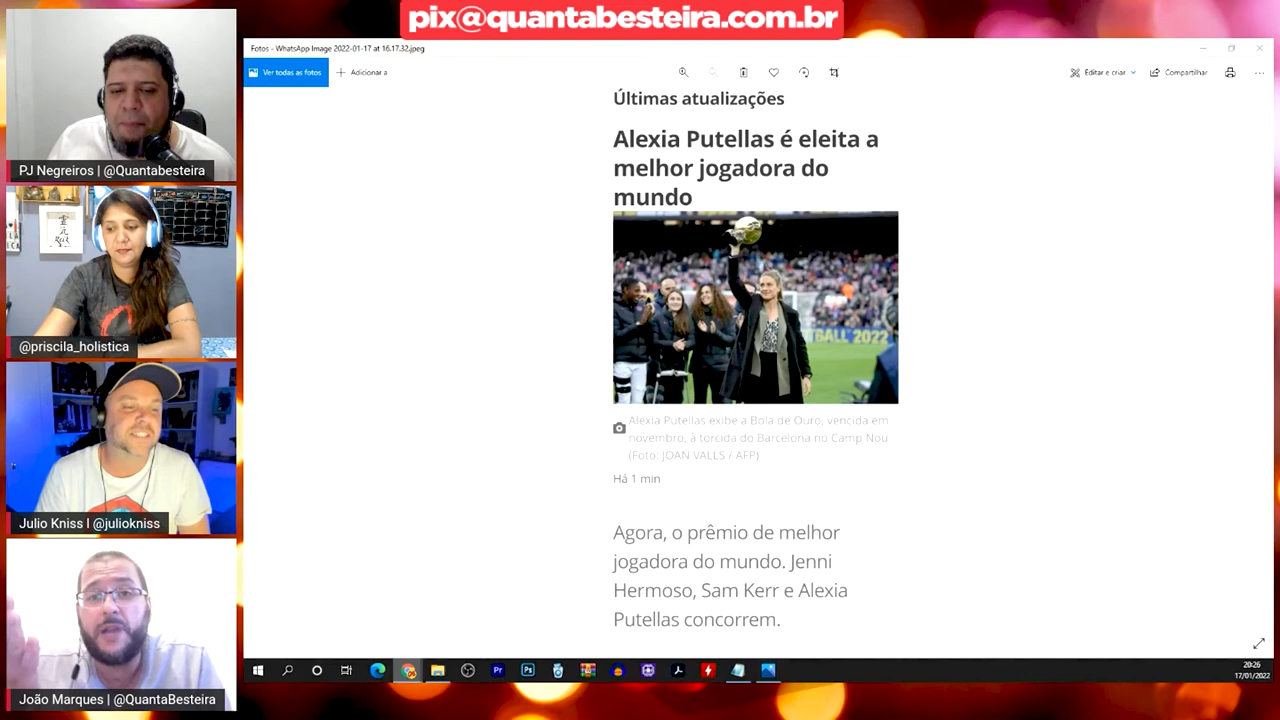 pix@quantabesteira.com.br
Fotos - WhatsApp Image 2022-01-17 at 16.17.32.jpeg
Ver todas as fotos
Adicionar a
Editar e criar
Compartilhar
Últimas atualizações
Alexia Putellas é eleita a
melhor jogadora do
mundo
TBALL 2022
Alexia Putellas exibe a Bola de Ouro, vencida em
novembro, à torcida do Barcelona no Camp Nou
(Foto: JOAN VALLS / AFP)
Há 1 min
Agora, o prêmio de melhor
jogadora do mundo. Jenni
Hermoso, Sam Kerr e Alexia
Putellas concorrem.
PJ Negreiros | @Quantabesteira
@priscila_holistica
Julio Kniss I @juliokniss
João Marques | @QuantaBesteira
Pr
Ps
20:26
17/01/2022